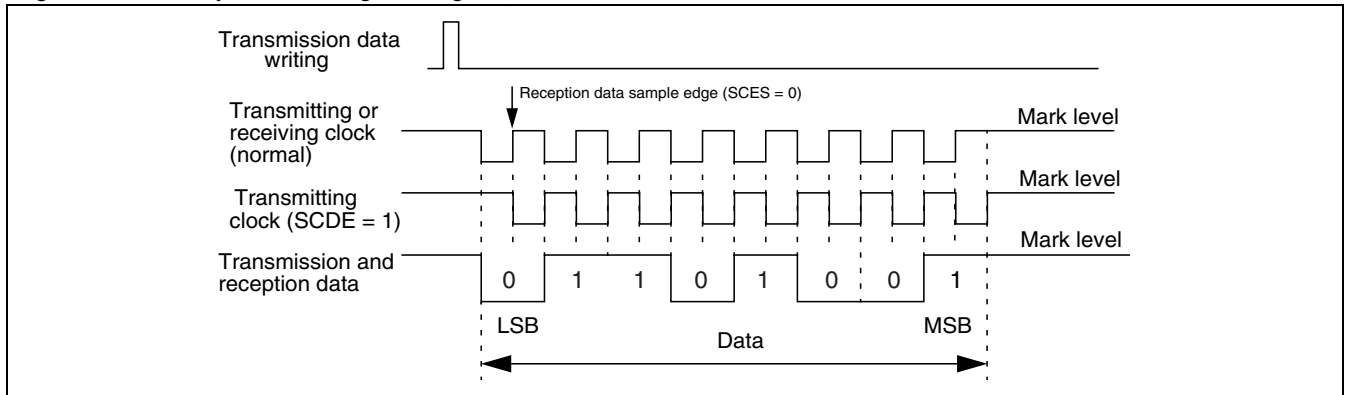 Transmission data
writing
Reception data sample edge (SCES = 0)
Transmitting or
receiving clock
(normal)
Mark level
Transmitting
clock (SCDE = 1)
Mark level
Transmission and
reception data
Mark level
0 1 1 0 1 0 0 1
LSB MSB
Data